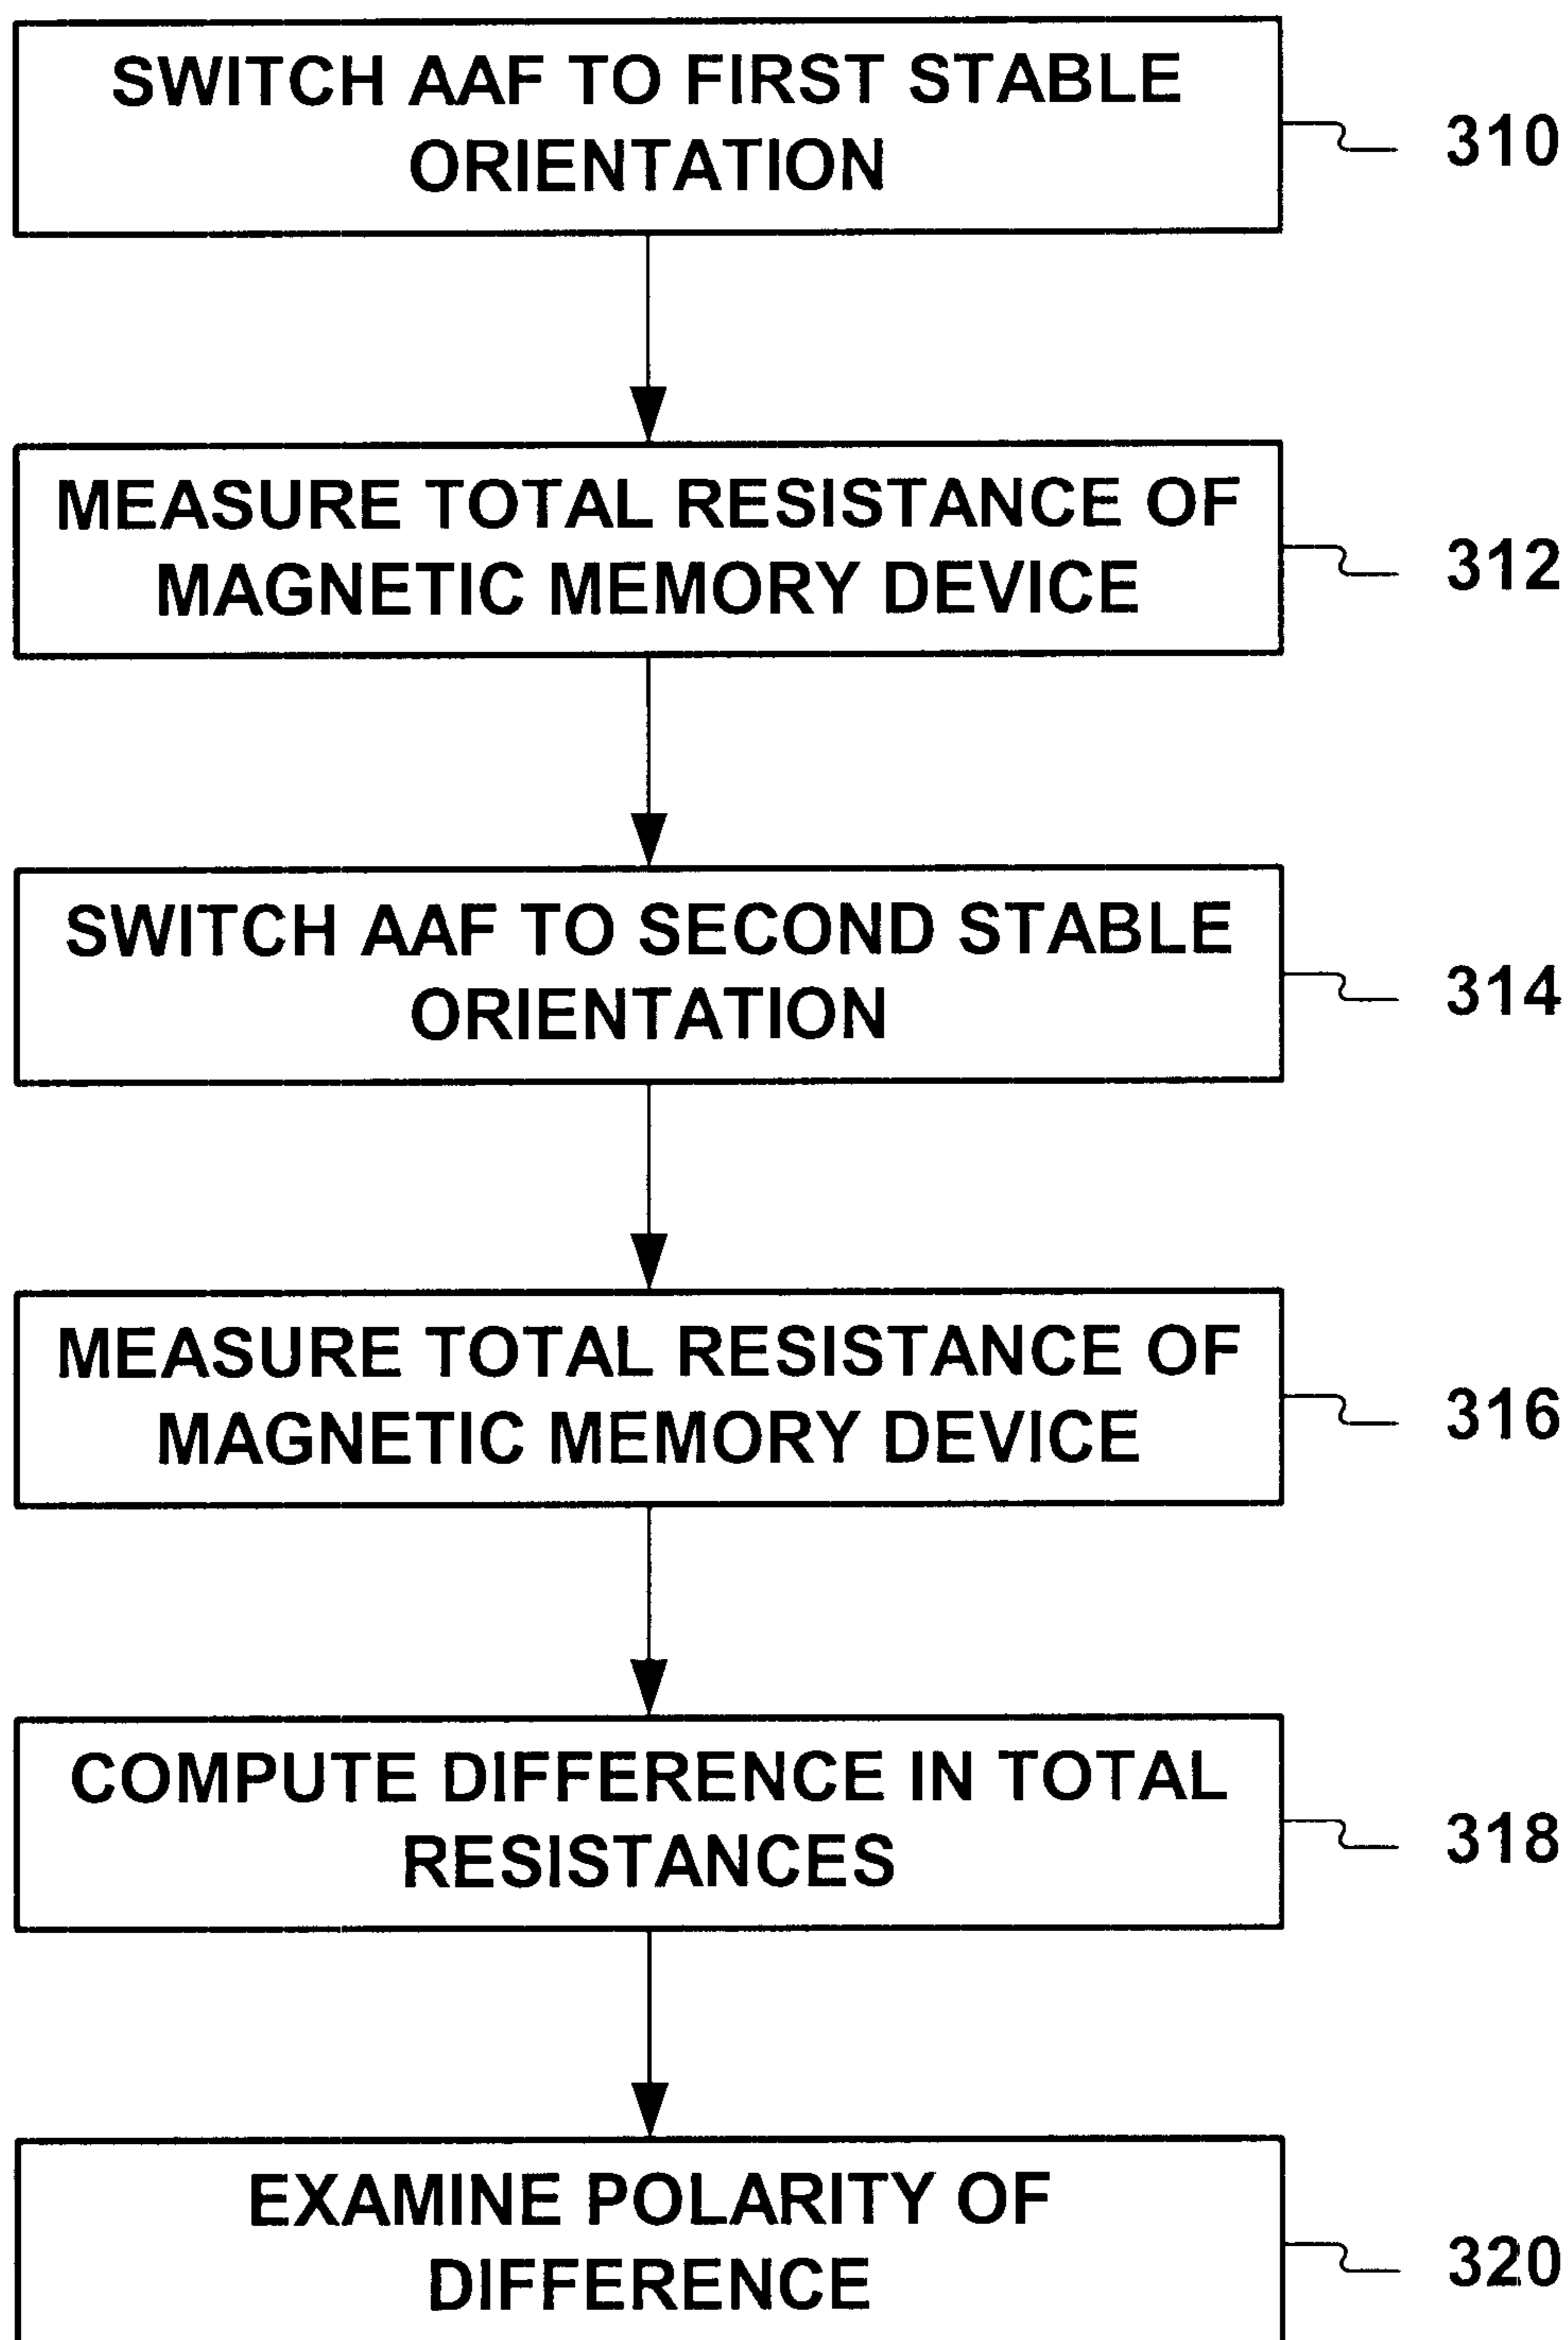 SWITCH AAF TO FIRST STABLE
ORIENTATION
310
MEASURE TOTAL RESISTANCE OF
MAGNETIC MEMORY DEVICE
312
SWITCH AAF TO SECOND STABLE
ORIENTATION
314
MEASURE TOTAL RESISTANCE OF
MAGNETIC MEMORY DEVICE
316
COMPUTE DIFFERENCE IN TOTAL
RESISTANCES
318
EXAMINE POLARITY OF
DIFFERENCE
320